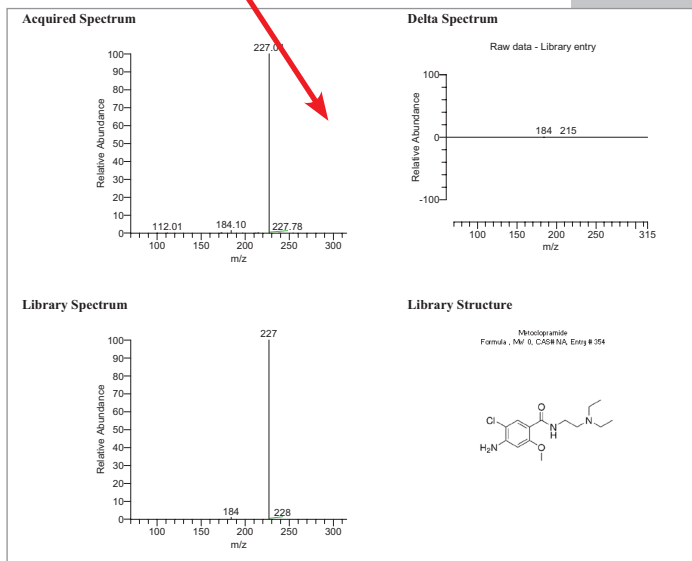 Acquired Spectrum
227.0
100
90
80
70
60
50
40
30
20
10
0
Relative Abundance
112.01
184.10
227.78
100 150 200 250 300
m/z
Delta Spectrum
Raw data - Library entry
100
0
-100
Relative Abundance
184 215
100 150 200 250 315
m/z
Library Spectrum
227
100
90
80
70
60
50
40
30
20
10
0
Relative Abundance
184
228
100 150 200 250 300
m/z
Library Structure
Metoclopramide
Formula , MW 0, CAS# NA, Entry # 354
O
Cl
N
H
N
H2N
O